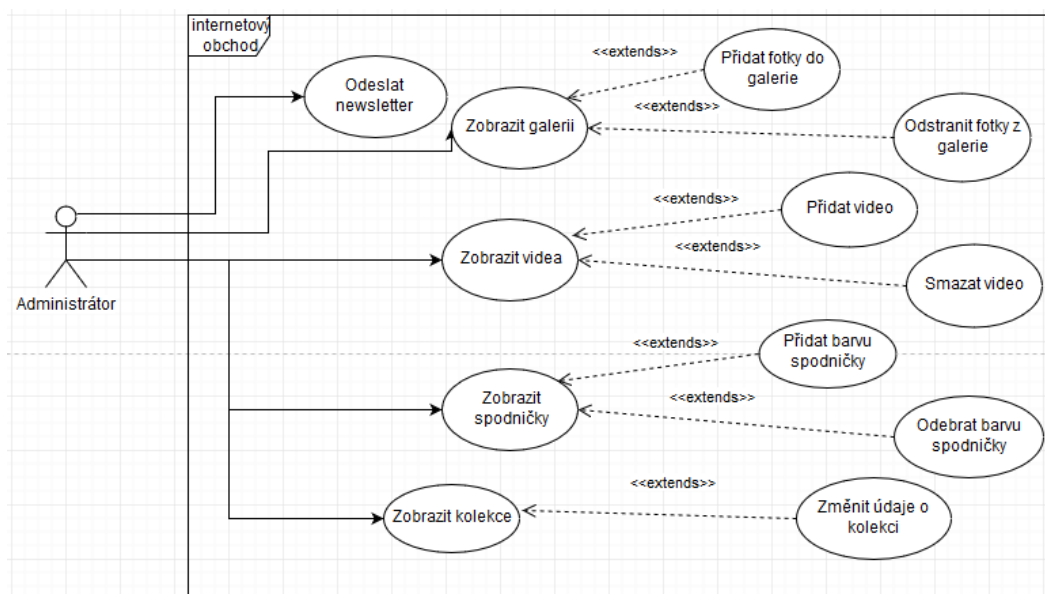 internetový
obchod
Odeslat
newsletter
Zobrazit galerii
<<extends>>
Přidat fotky do
galerie
<<extends>>
Odstranit fotky z
galerie
Administrátor
Zobrazit videa
<<extends>>
Přidat video
<<extends>>
Smazat video
Zobrazit
spodničky
<<extends>>
Přidat barvu
spodničky
<<extends>>
Odebrat barvu
spodničky
Zobrazit kolekce
<<extends>>
Změnit údaje o
kolekci